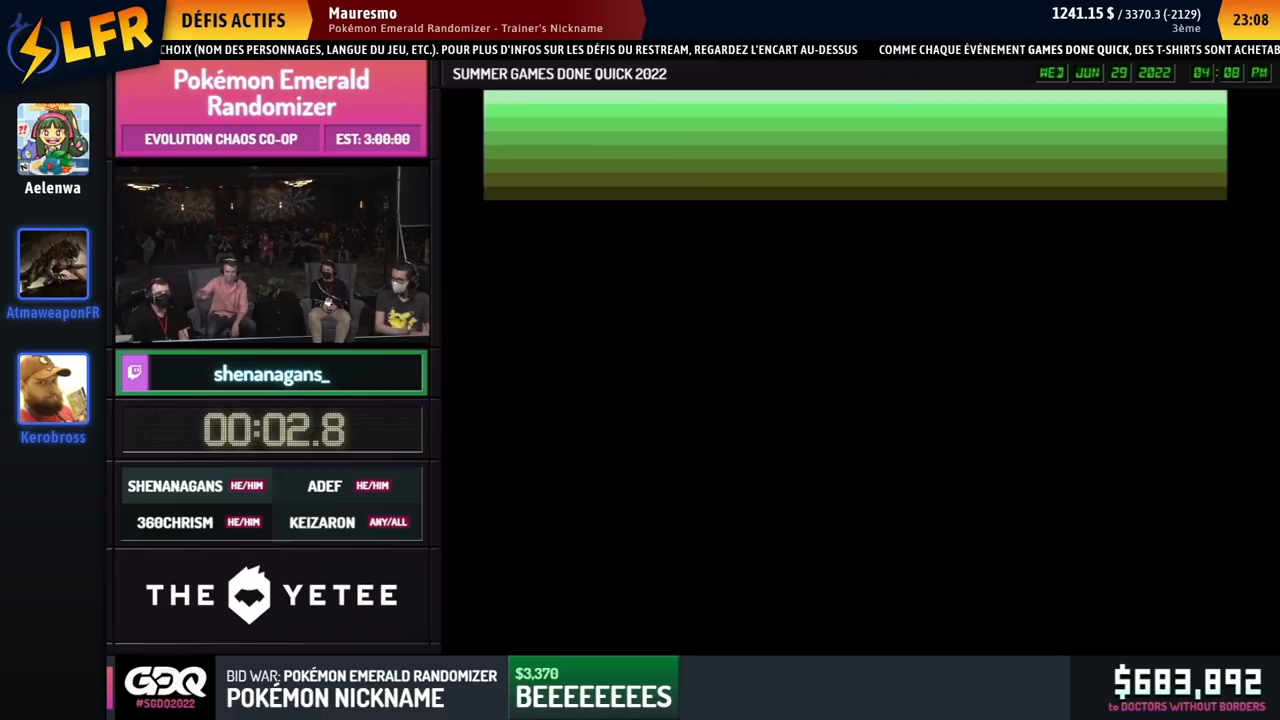 LFR
DÉFIS ACTIFS
Mauresmo
Pokémon Emerald Randomizer - Trainer's Nickname
1241.15 $ / 3370.3 (-2129)
3ème
23:08
CHOIX (NOM DES PERSONNAGES, LANGUE DU JEU, ETC.). POUR PLUS D'INFOS SUR LES DÉFIS DU RESTREAM, REGARDEZ L'ENCART AU-DESSUS
COMME CHAQUE ÉVÉNEMENT GAMES DONE QUICK, DES T-SHIRTS SONT ACHETAB
Pokémon Emerald
Randomizer
EVOLUTION CHAOS CO-OP
EST: 3:00:00
SUMMER GAMES DONE QUICK 2022
WED JUN 29 2022 04:08 PM
Aelenwa
AtmaweaponFR
Kerobross
shenanagans_
00:02.8
SHENANAGANS HE/HIM
ADEF HE/HIM
360CHRISM HE/HIM
KEIZARON ANY/ALL
THE YETEE
GDQ
#SGDQ2022
BID WAR: POKÉMON EMERALD RANDOMIZER
POKÉMON NICKNAME
$3,370
BEEEEEEEES
$683,892
to DOCTORS WITHOUT BORDERS